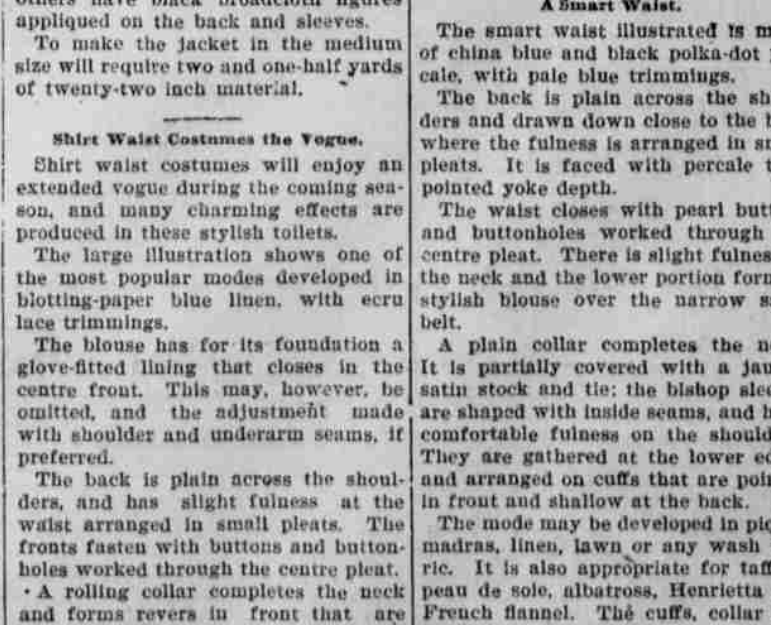 appliqued on the back and sleeves.
To make the jacket in the medium
size will require two and one-half yards
of twenty-two inch material.
Shirt Waist Costumes the Vogue.
Shirt waist costumes will enjoy an
extended vogue during the coming sea-
son, and many charming effects are
produced in these stylish toilets.
The large illustration shows one of
the most popular modes developed in
blotting-paper blue linen, with ecru
lace trimmings.
The blouse has for its foundation a
glove-fitted lining that closes in the
centre front. This may, however, be
omitted, and the adjustment made
with shoulder and underarm seams, if
preferred.
The back is plain across the shoul-
ders, and has slight fulness at the
waist arranged in small pleats. The
fronts fasten with buttons and button-
holes worked through the centre pleat.
A rolling collar completes the neck
and forms revers in front that are
A Smart Waist.
The smart waist illustrated is
of china blue and black polka-dot
cale, with pale blue trimmings.
The back is plain across the
ders and drawn down close to the
where the fulness is arranged in
pleats. It is faced with percale
pointed yoke depth.
The waist closes with pearl
and buttonholes worked through
centre pleat. There is slight
the neck and the lower portion
stylish blouse over the narrow
belt.
A plain collar completes the
It is partially covered with a
satin stock and tie; the bishop
are shaped with inside seams, and
comfortable fulness on the
They are gathered at the lower
and arranged on cuffs that are
in front and shallow at the back.
The mode may be developed in
madras, linen, lawn or any wash
ric. It is also appropriate for
peau de soie, albatross, Henrietta
French flannel. The cuffs, collar